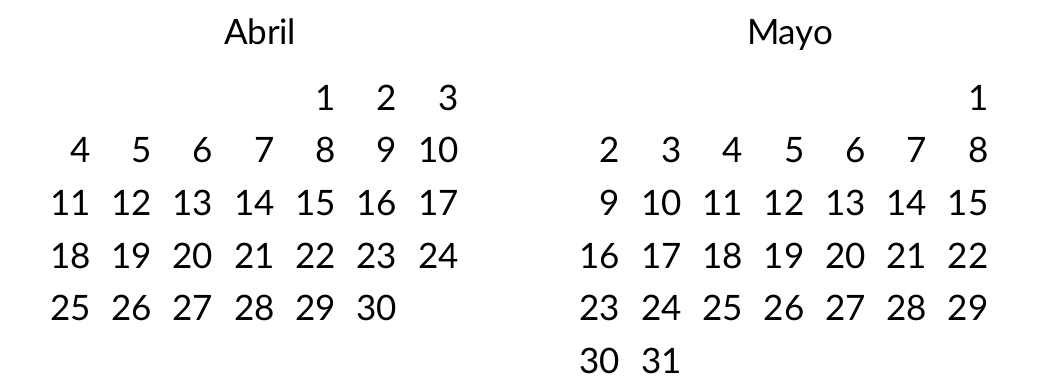 Abril
1 2 3
4 5 6 7 8 9 10
11 12 13 14 15 16 17
18 19 20 21 22 23 24
25 26 27 28 29 30
Mayo
1
2 3 4 5 6 7 8
9 10 11 12 13 14 15
16 17 18 19 20 21 22
23 24 25 26 27 28 29
30 31